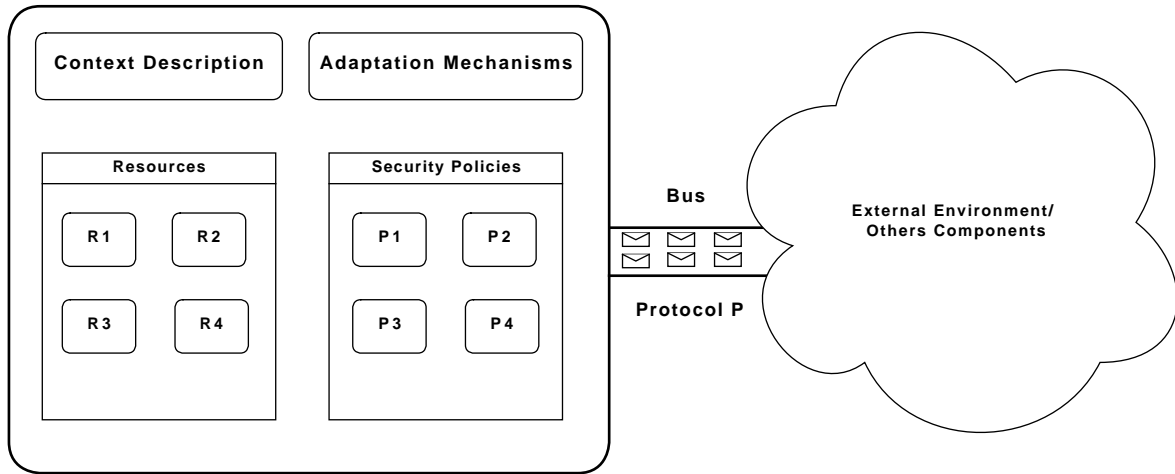 Context Description
Adaptation Mechanisms
Resources
R1
R2
R3
R4
Security Policies
P1
P2
P3
P4
Bus
Protocol P
External Environment/
Others Components